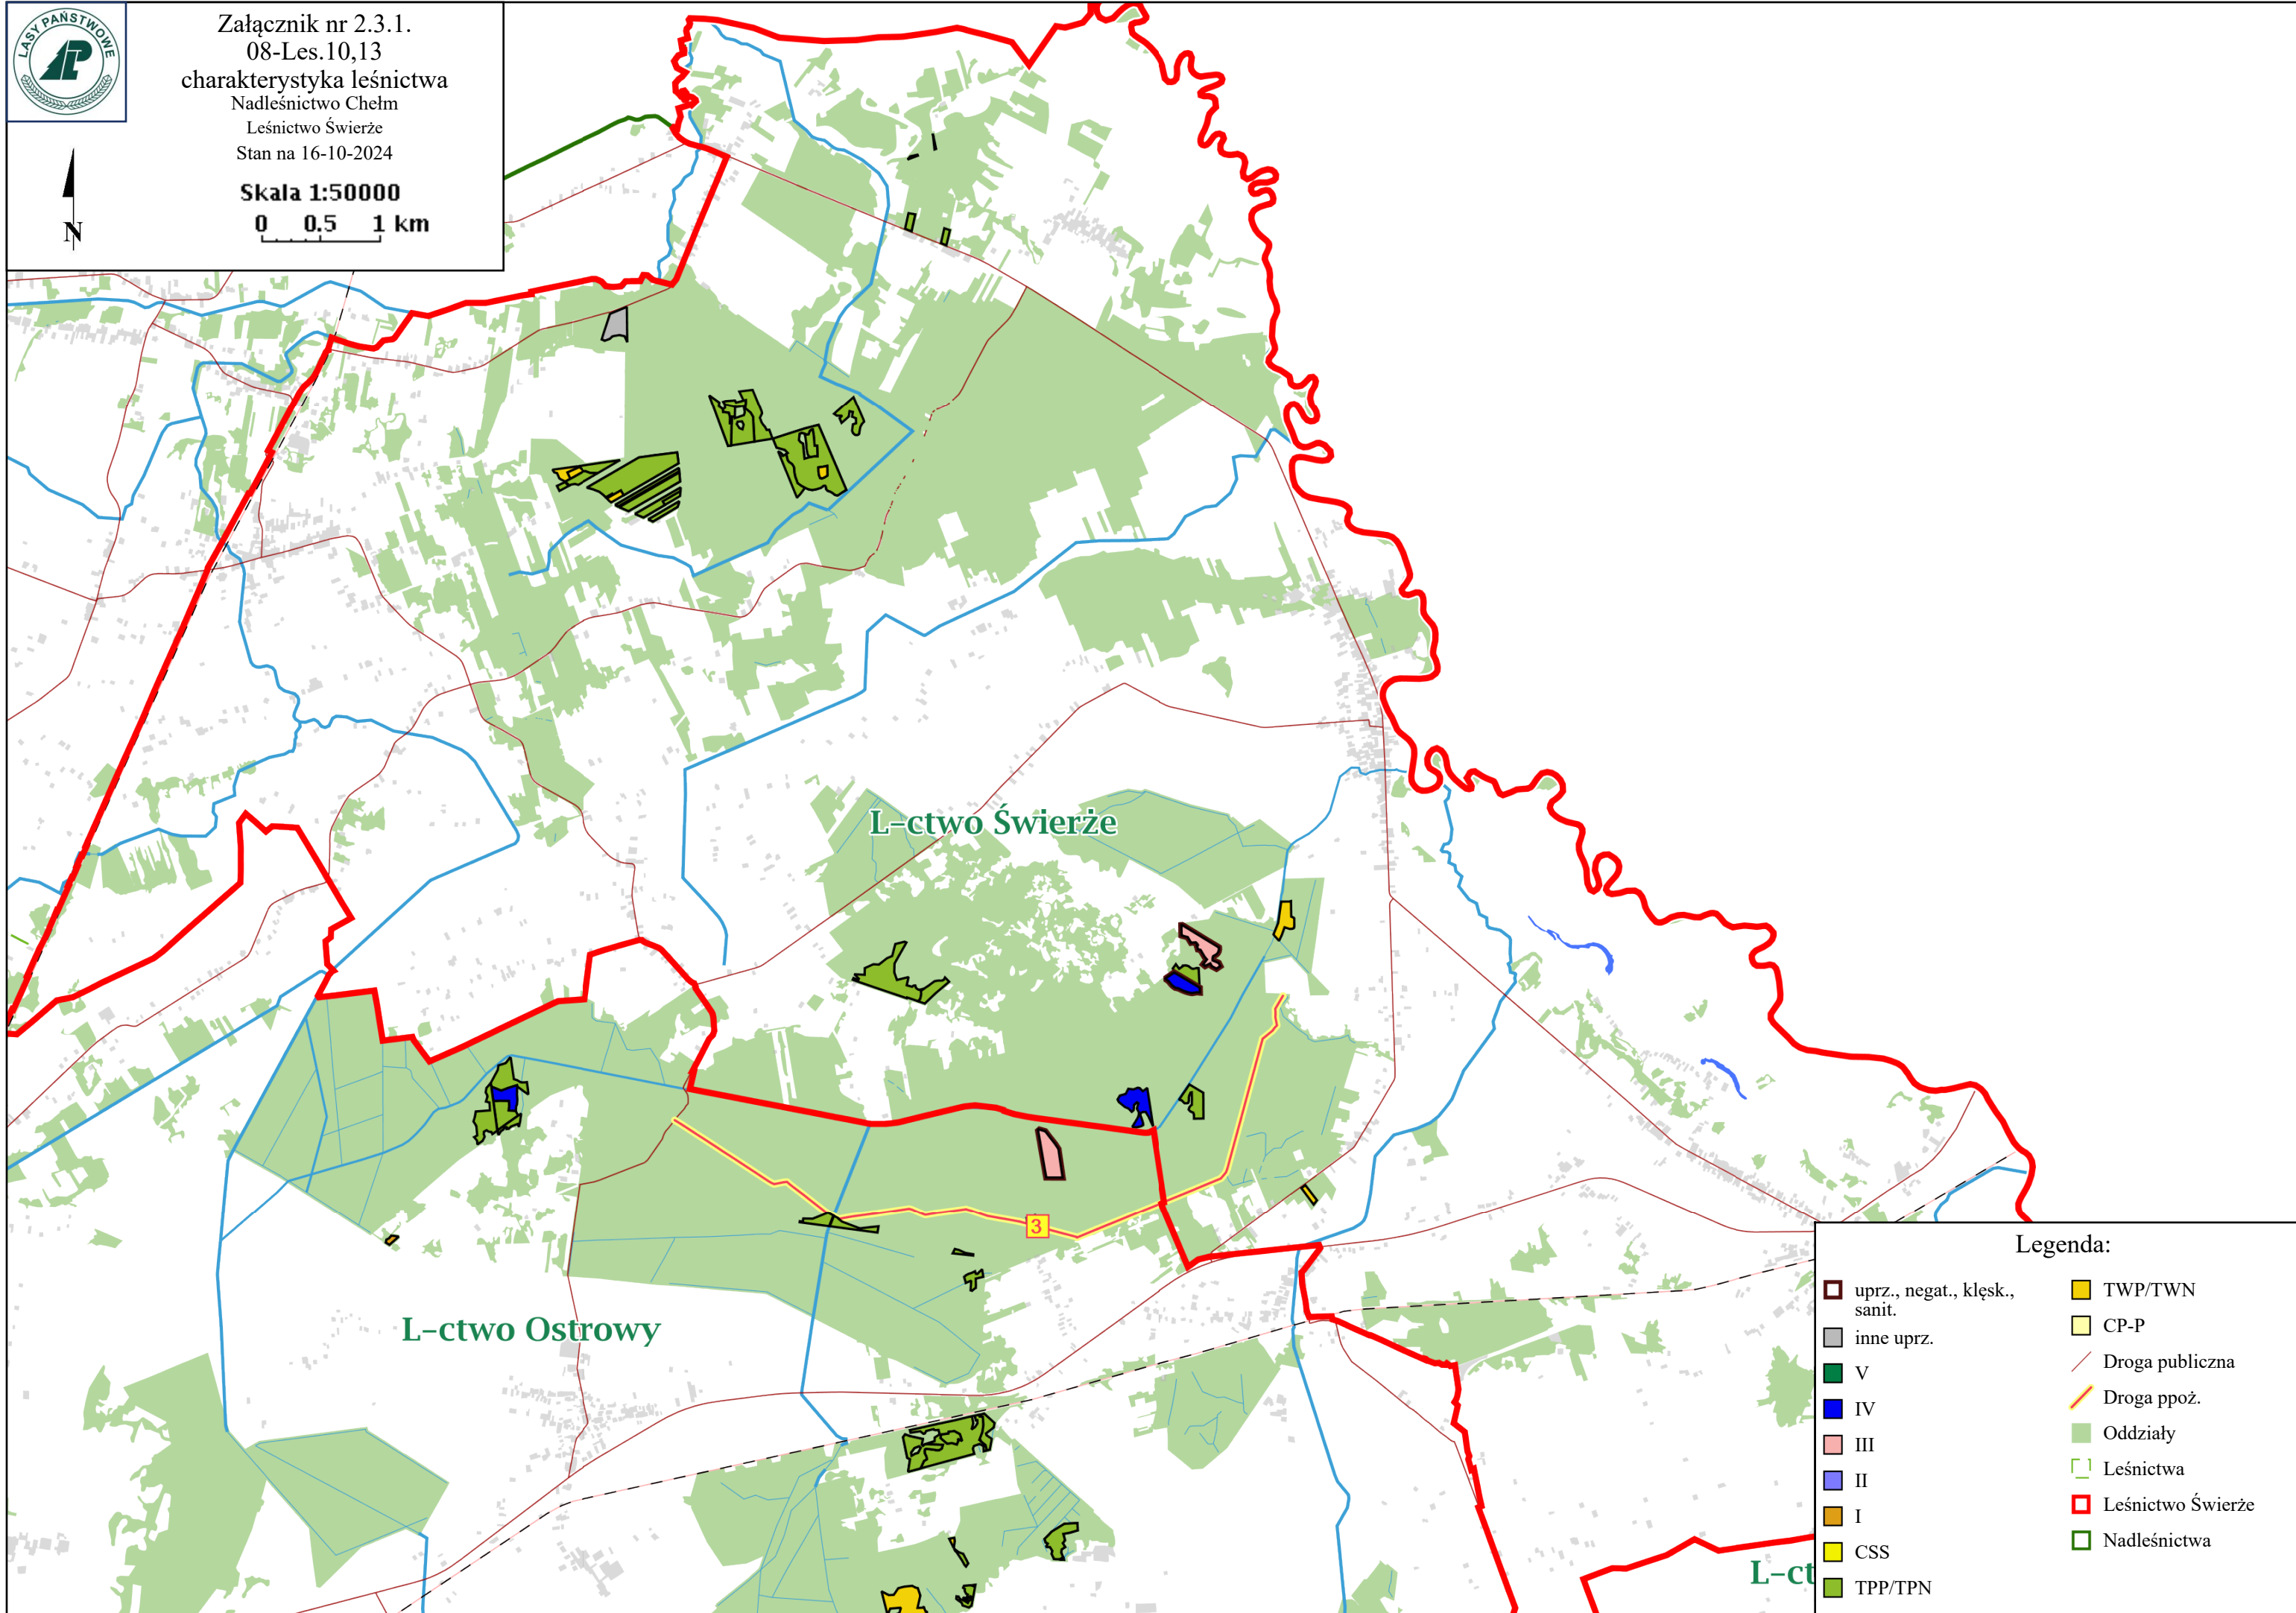 LASY PAŃSTWOWE
Załącznik nr 2.3.1.
08-Les.10,13
charakterystyka leśnictwa
Nadleśnictwo Chełm
Leśnictwo Świerże
Stan na 16-10-2024
Skala 1:50000
0 0.5 1 km
N
L-ctwo Świerże
3
L-ctwo Ostrowy
L-ct
Legenda:
uprz., negat., klęsk.,
sanit.
inne uprz.
V
IV
III
II
I
CSS
TPP/TPN
TWP/TWN
CP-P
Droga publiczna
Droga ppoż.
Oddziały
Leśnictwa
Leśnictwo Świerże
Nadleśnictwa